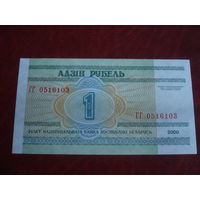 АДЗІН РУБЕЛЬ
ГГ 0516103
1
ГГ 0516103
БІЛЕТ НАЦЫЯНАЛЬНАГА БАНКА РЭСПУБЛІКІ БЕЛАРУСЬ
2000